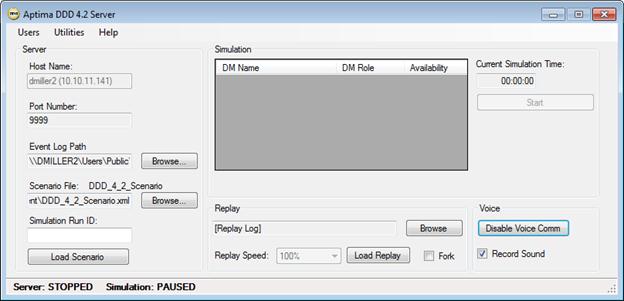 Aptima DDD 4.2 Server
Users Utilities Help
Server
Host Name:
dmiller2 (10.10.11.141)
Port Number:
9999
Event Log Path
\\DMILLER2\Users\Public\
Browse...
Scenario File: DDD_4_2_Scenario
nt\DDD_4_2_Scenario.xml
Browse...
Simulation Run ID:
Load Scenario
Simulation
DM Name DM Role Availability
Current Simulation Time:
00:00:00
Start
Replay
[Replay Log]
Browse
Replay Speed: 100% Load Replay Fork
Voice
Disable Voice Comm
Record Sound
Server: STOPPED Simulation: PAUSED